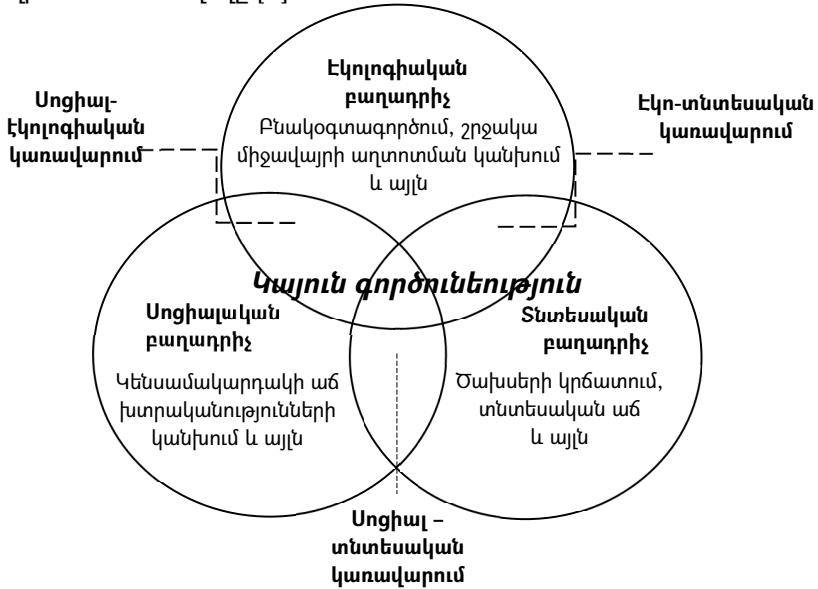 Էկոլոգիական
բաղադրիչ
Բնակօգտագործում, շրջակա
միջավայրի աղտոտման կանխում
և այլն
Սոցիալ-
էկոլոգիական
կառավարում
Էկո-տնտեսական
կառավարում
Կայուն գործունեություն
Սոցիալական
բաղադրիչ
Կենսամակարդակի աճ
խտրականությունների
կանխում և այլն
Տնտեսական
բաղադրիչ
Ծախսերի կրճատում,
տնտեսական աճ
և այլն
Սոցիալ –
տնտեսական
կառավարում